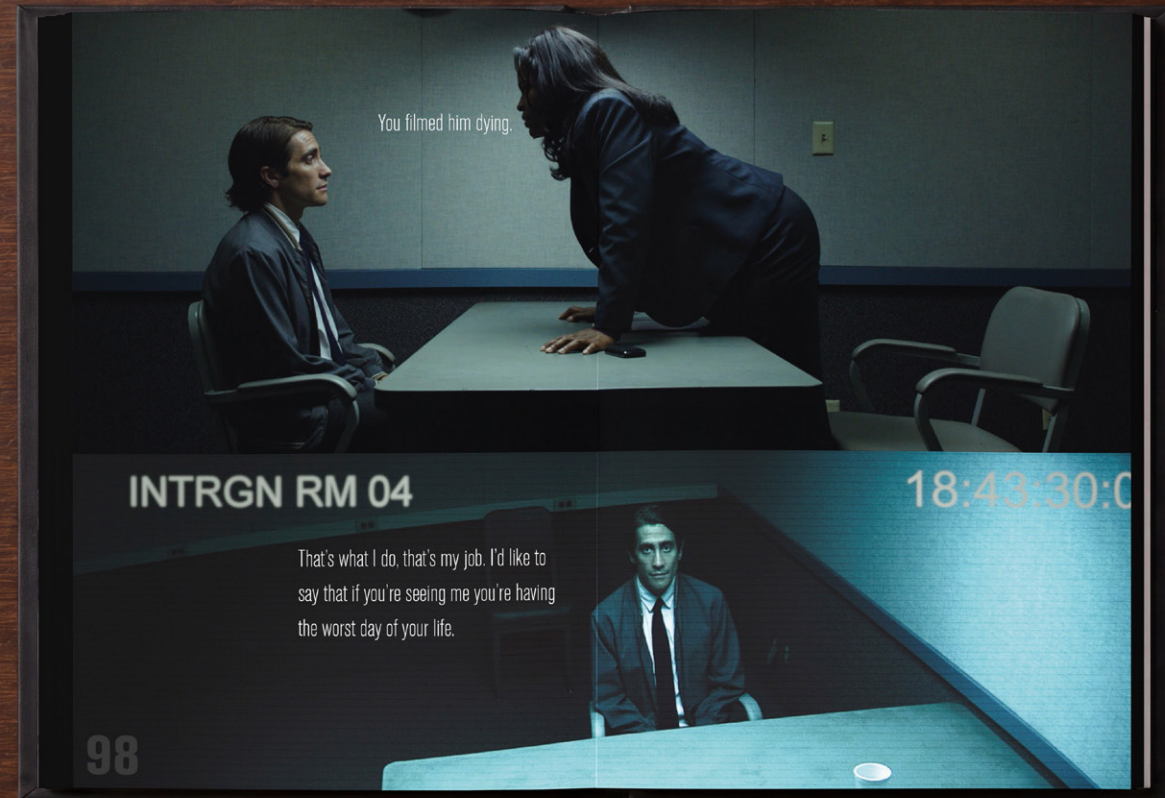 You filmed him dying.
INTRGN RM 04
18:43:30:0
That's what I do, that's my job. I'd like to
say that if you're seeing me you're having
the worst day of your life.
98